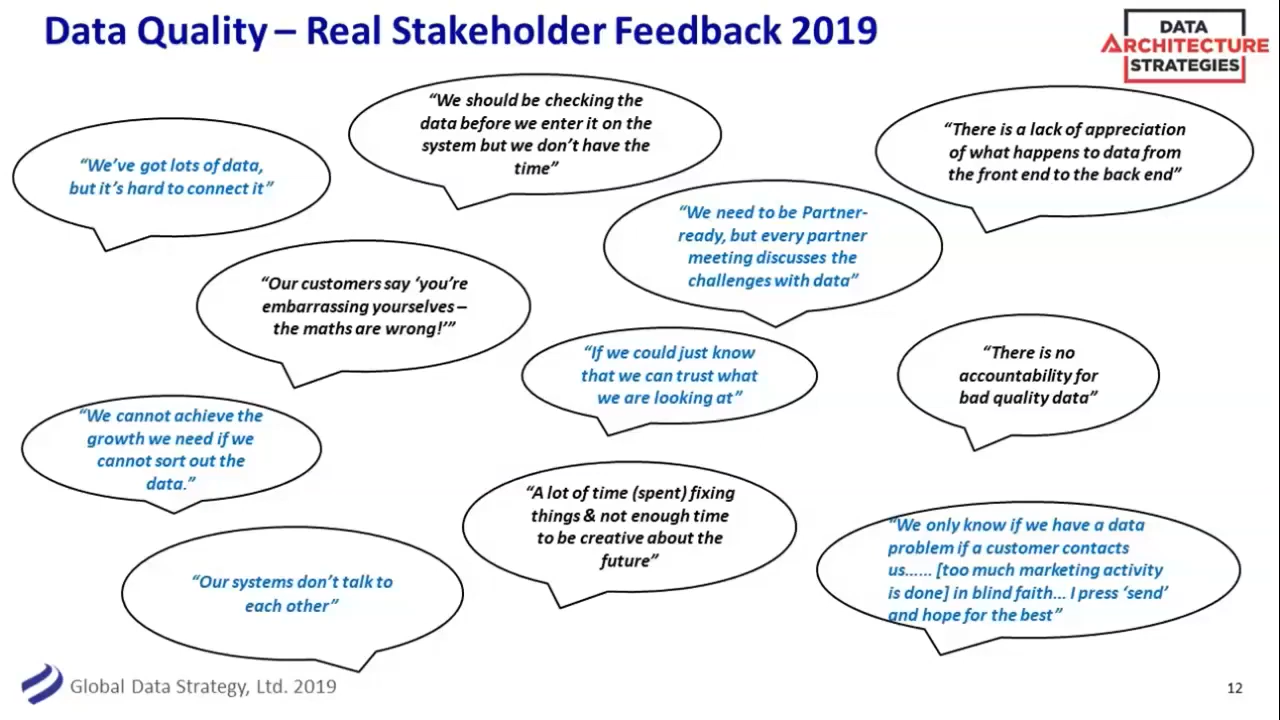 Data Quality – Real Stakeholder Feedback 2019
DATA
ARCHITECTURE
STRATEGIES
“We should be checking the
data before we enter it on the
system but we don’t have the
time”
“There is a lack of appreciation
of what happens to data from
the front end to the back end”
“We’ve got lots of data,
but it’s hard to connect it”
“We need to be Partner-
ready, but every partner
meeting discusses the
challenges with data”
“Our customers say ‘you’re
embarrassing yourselves –
the maths are wrong!’”
“If we could just know
that we can trust what
we are looking at”
“There is no
accountability for
bad quality data”
“We cannot achieve the
growth we need if we
cannot sort out the
data.”
“A lot of time (spent) fixing
things & not enough time
to be creative about the
future”
“We only know if we have a data
problem if a customer contacts
us…… [too much marketing activity
is done] in blind faith… I press ‘send’
and hope for the best”
“Our systems don’t talk to
each other”
Global Data Strategy, Ltd. 2019
12